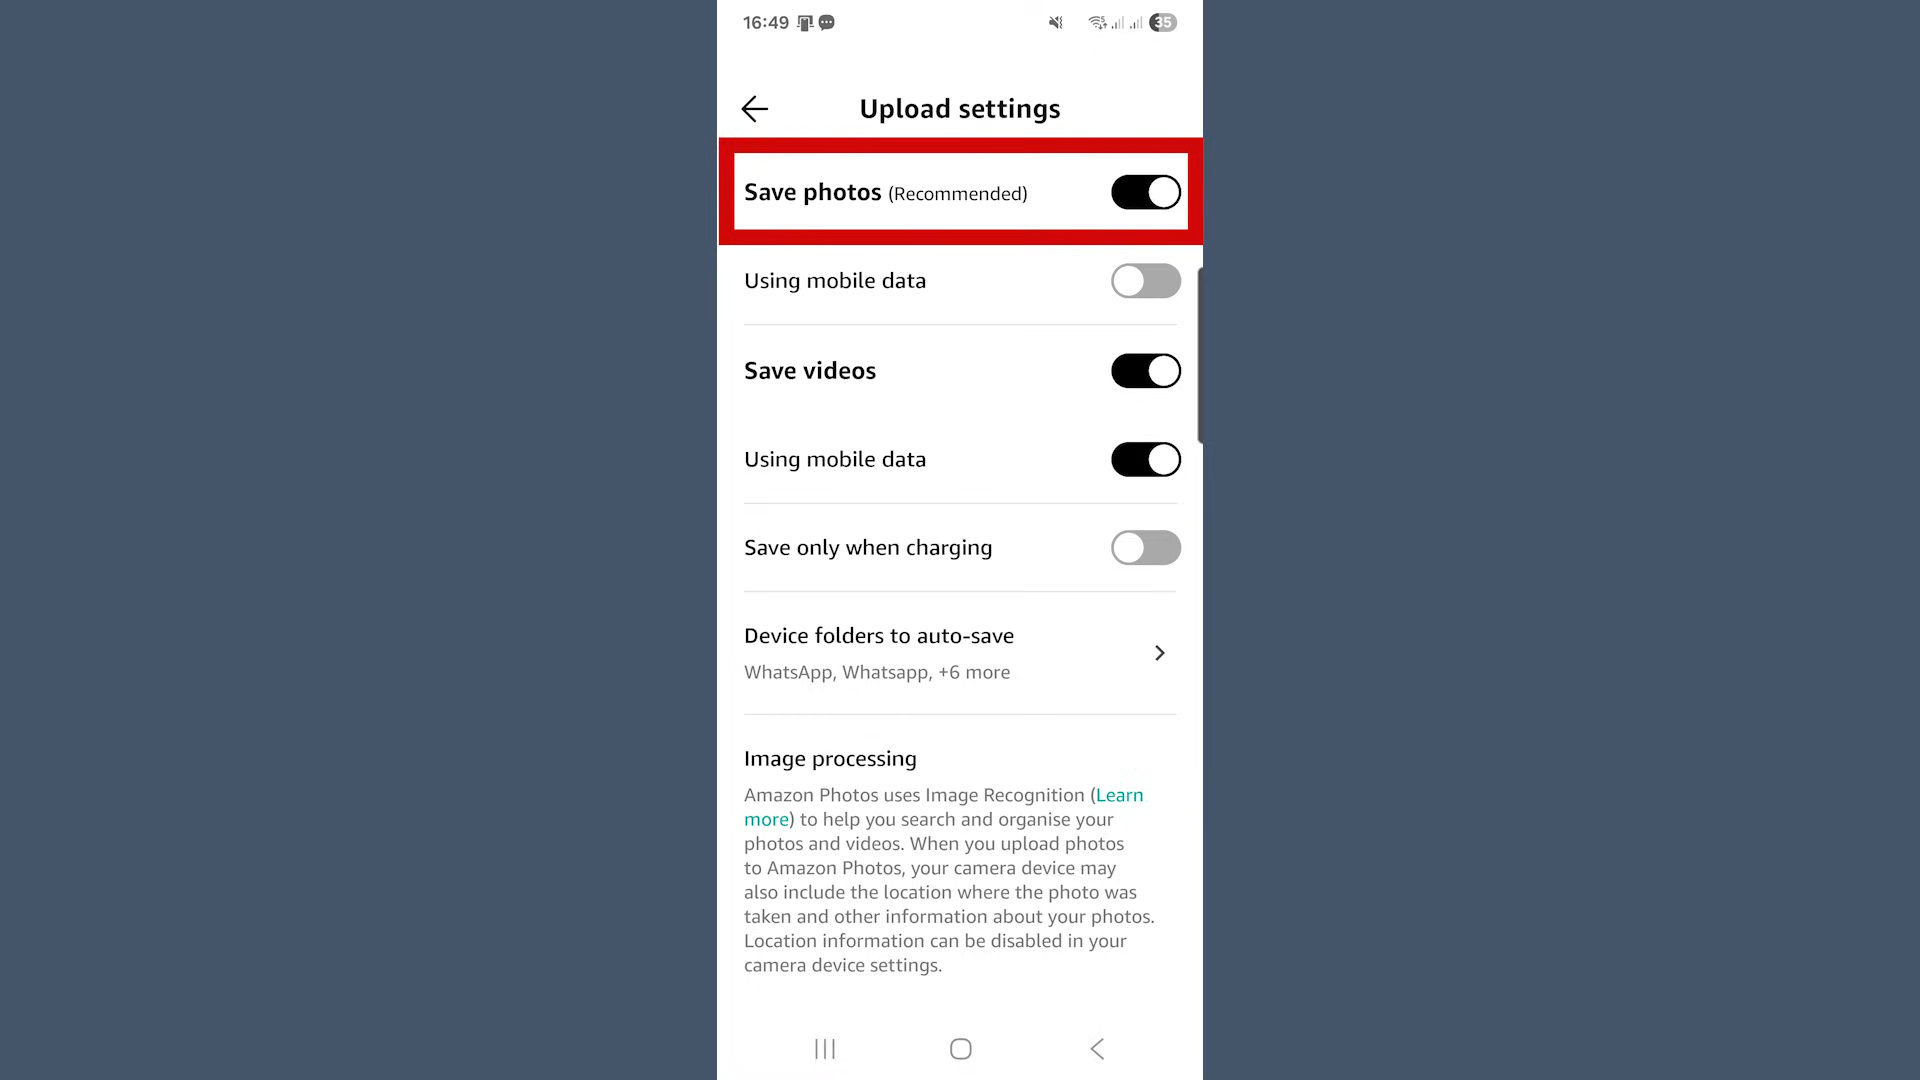 16:49
35
Upload settings
Save photos (Recommended)
Using mobile data
Save videos
Using mobile data
Save only when charging
Device folders to auto-save
WhatsApp, Whatsapp, +6 more
Image processing
Amazon Photos uses Image Recognition (Learn
more) to help you search and organise your
photos and videos. When you upload photos
to Amazon Photos, your camera device may
also include the location where the photo was
taken and other information about your photos.
Location information can be disabled in your
camera device settings.